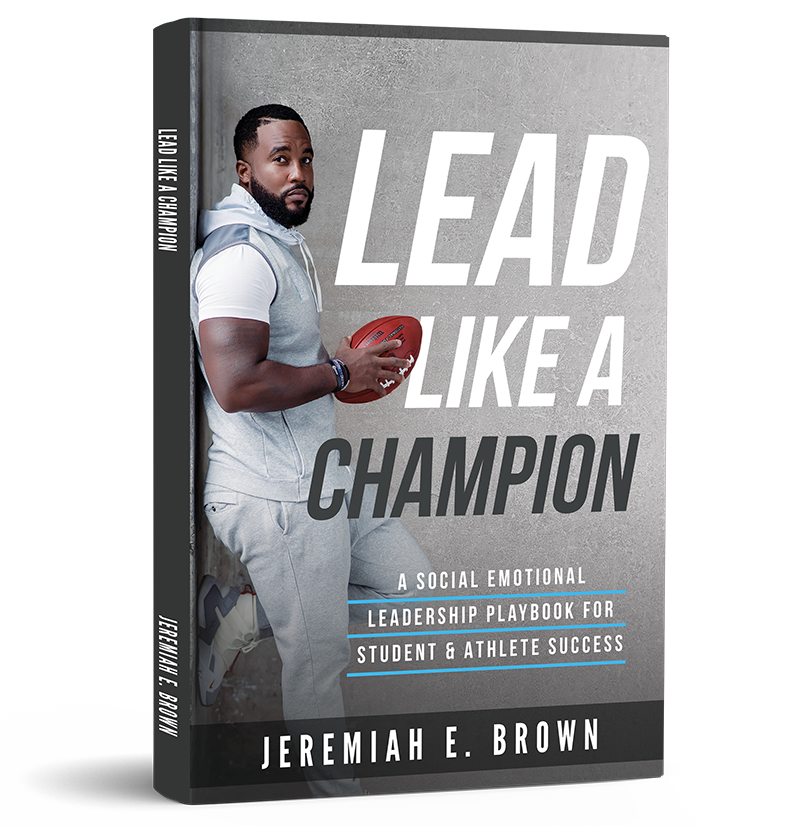 LEAD LIKE A CHAMPION
JEREMIAH E. BROWN
LEAD
LIKE A
CHAMPION
A SOCIAL EMOTIONAL
LEADERSHIP PLAYBOOK FOR
STUDENT & ATHLETE SUCCESS
JEREMIAH E. BROWN